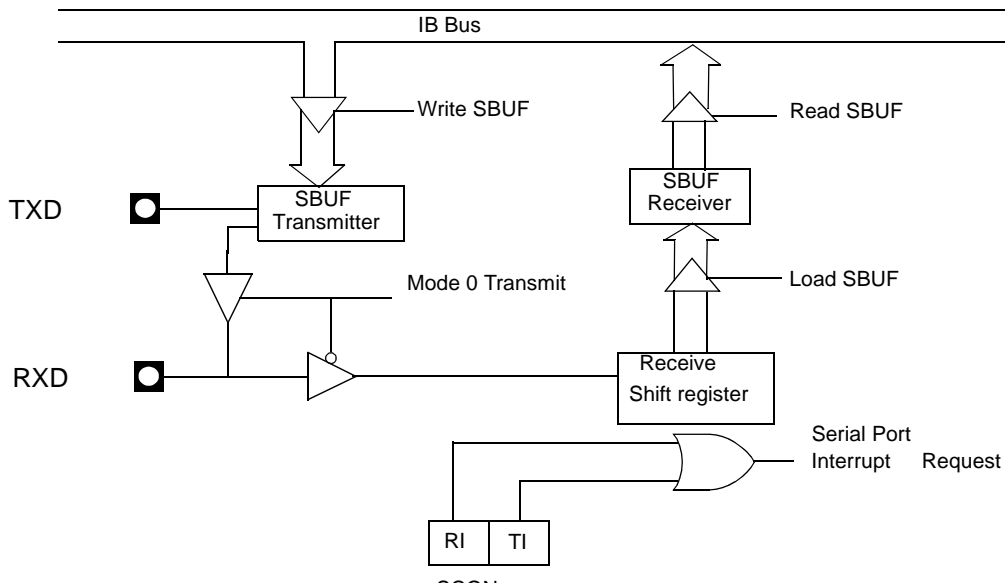 IB Bus
Write SBUF
Read SBUF
SBUF
Transmitter
SBUF
Receiver
TXD
Mode 0 Transmit
Load SBUF
RXD
Receive
Shift register
Serial Port
Interrupt Request
RI
TI